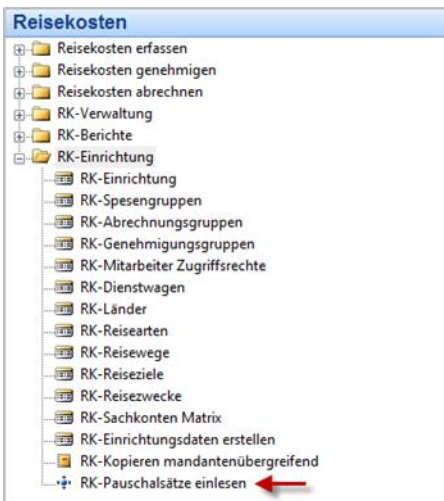 Reisekosten
Reisekosten erfassen
Reisekosten genehmigen
Reisekosten abrechnen
RK-Verwaltung
RK-Berichte
RK-Einrichtung
RK-Einrichtung
RK-Spesengruppen
RK-Abrechnungsgruppen
RK-Genehmigungsgruppen
RK-Mitarbeiter Zugriffsrechte
RK-Dienstwagen
RK-Länder
RK-Reisearten
RK-Reisewege
RK-Reiseziele
RK-Reisezwecke
RK-Sachkonten Matrix
RK-Einrichtungsdaten erstellen
RK-Kopieren mandantenübergreifend
RK-Pauschalsätze einlesen